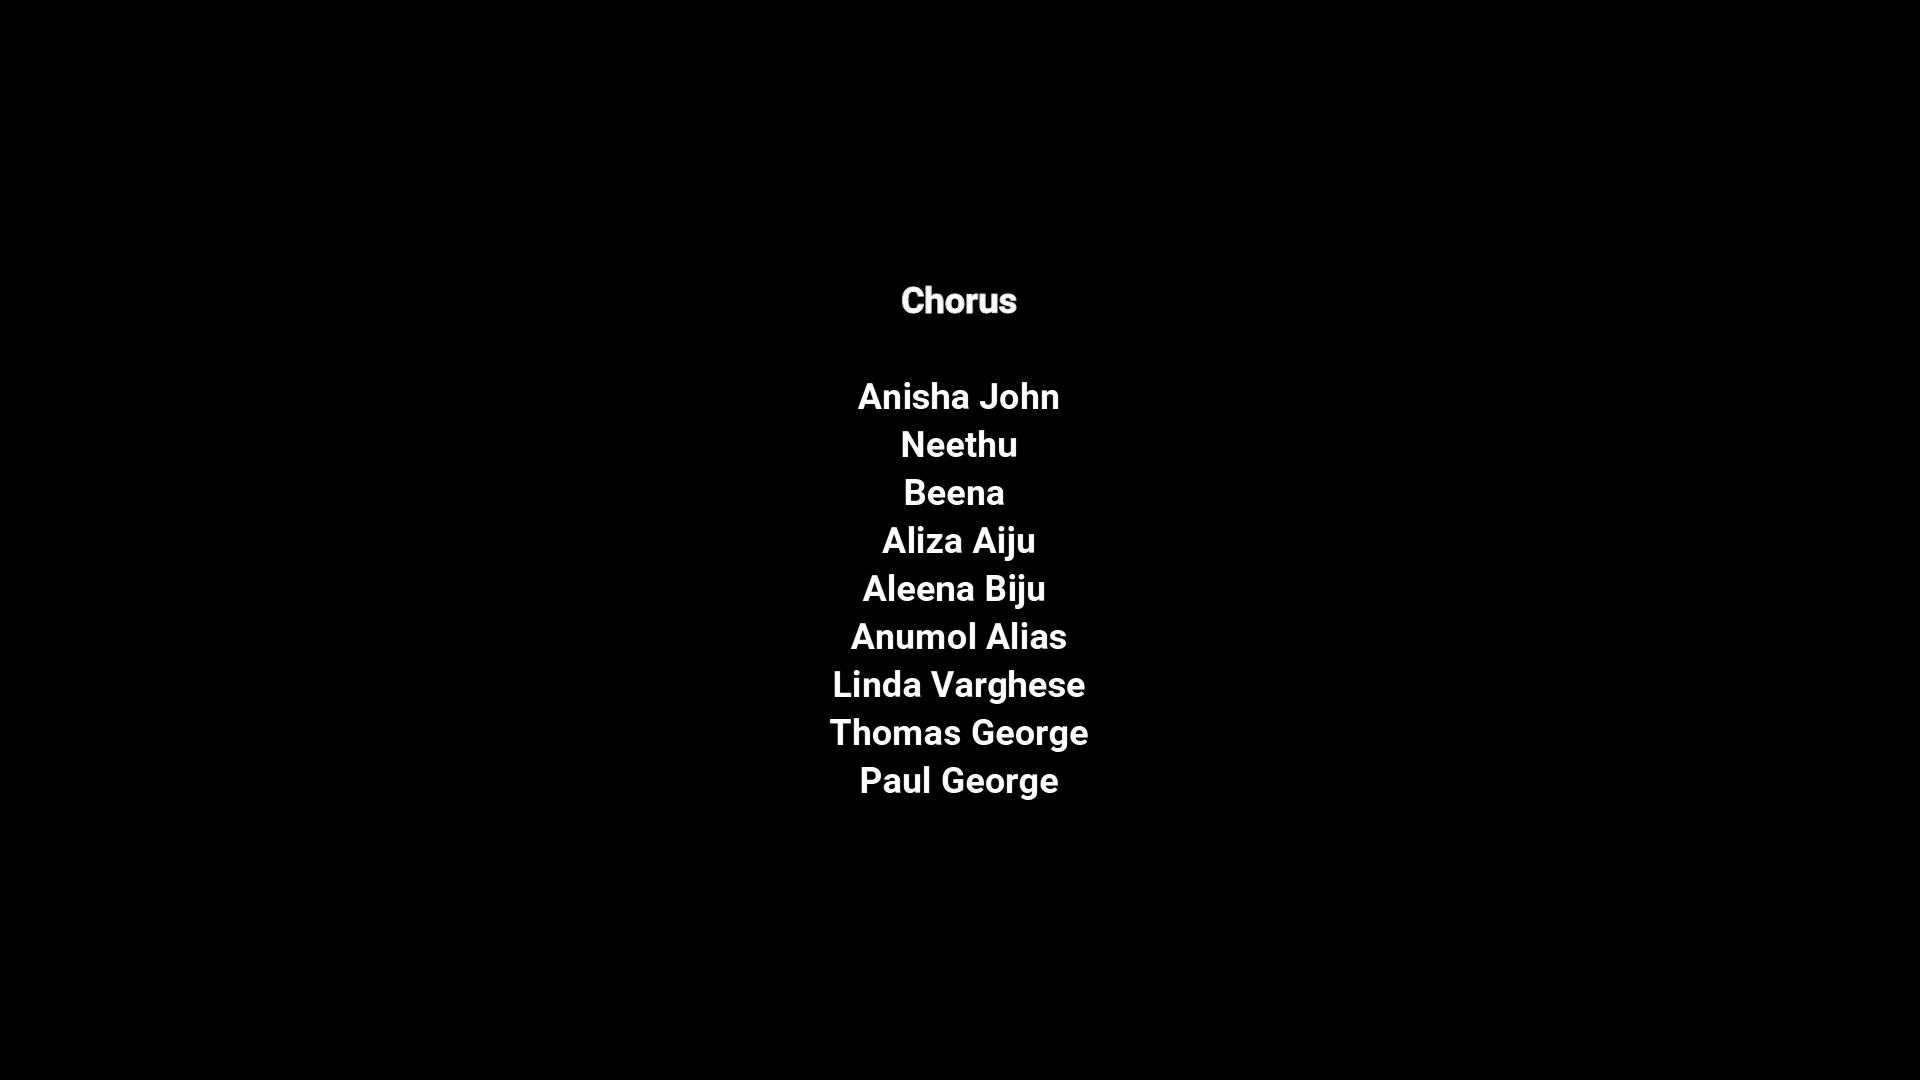 Chorus
Anisha John
Neethu
Beena
Aliza Aiju
Aleena Biju
Anumol Alias
Linda Varghese
Thomas George
Paul George